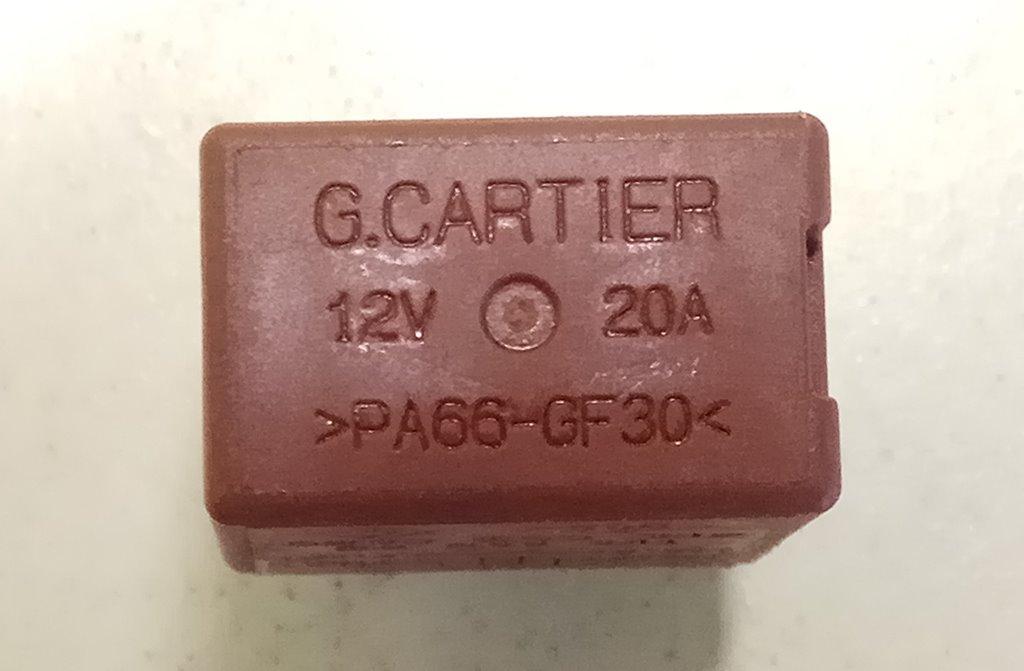 G.CARTIER
12V 20A
>PA66-GF30<